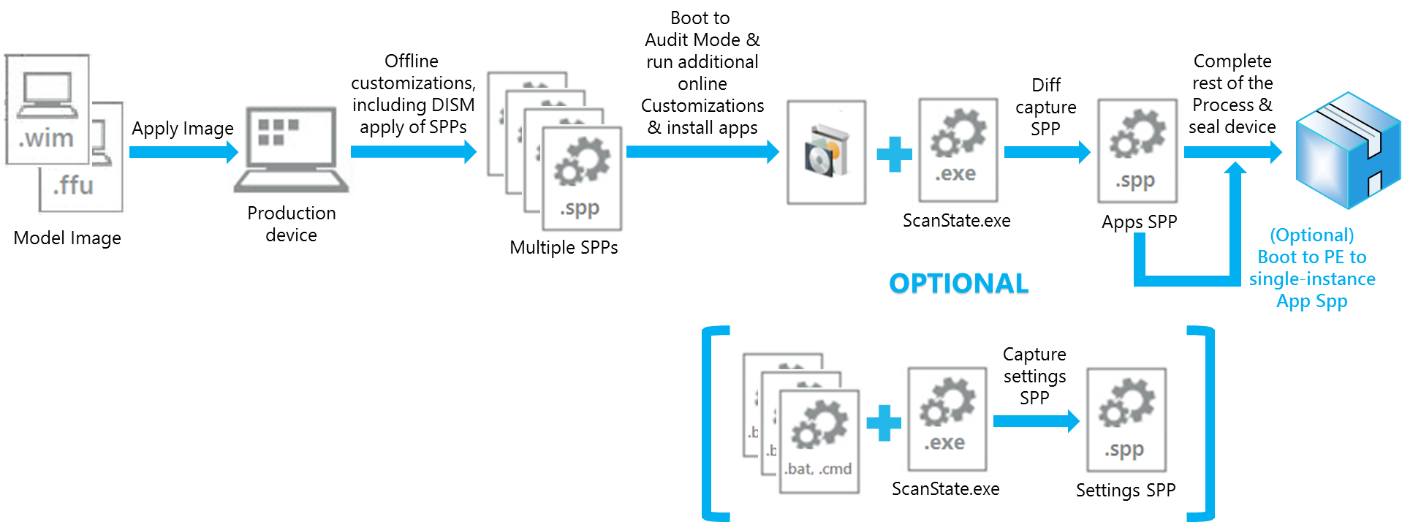 .wim
.ffu
Model Image
Apply Image
Production
device
Offline
customizations,
including DISM
apply of SPPs
.spp
Multiple SPPs
Boot to
Audit Mode &
run additional
online
Customizations
& install apps
.exe
ScanState.exe
Diff
capture
SPP
.spp
Apps SPP
Complete
rest of the
Process &
seal device
(Optional)
Boot to PE to
single-instance
App Spp
OPTIONAL
.b
.b
.bat, .cmd
.exe
ScanState.exe
Capture
settings
SPP
.spp
Settings SPP